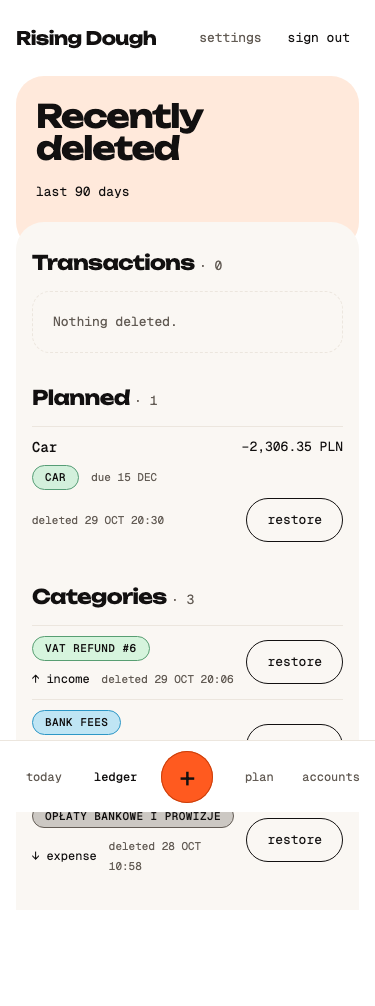 Rising Dough settings sign out
Recently
deleted
last 90 days
Transactions · 0
Nothing deleted.
Planned · 1
Car −2,306.35 PLN
CAR due 15 DEC
deleted 29 OCT 20:30 restore
Categories · 3
VAT REFUND #6
↑ income deleted 29 OCT 20:06 restore
BANK FEES
today ledger + plan accounts
OPŁATY BANKOWE I PROWIZJE
↓ expense deleted 28 OCT
10:58 restore